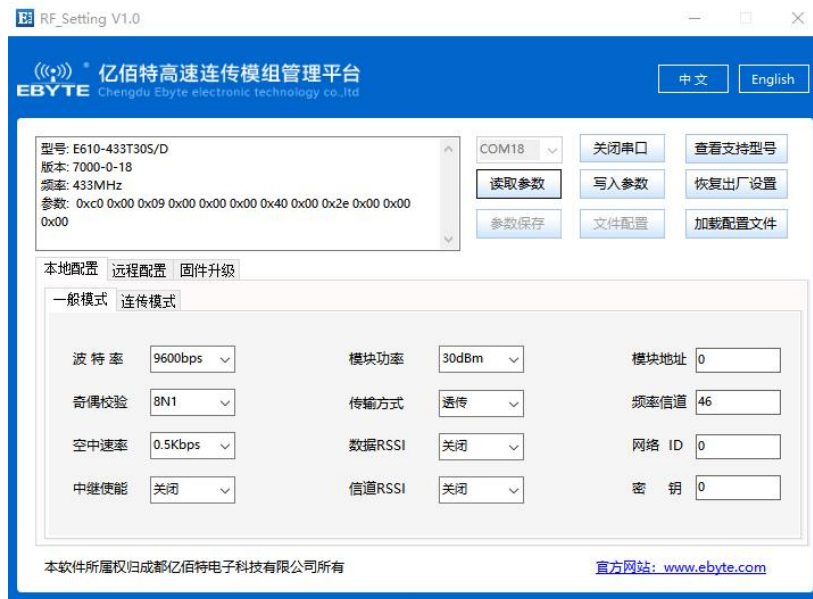 RF_Setting V1.0
EBYTE
亿佰特高速连传模组管理平台
Chengdu Ebyte electronic technology co.,ltd
中文
English
型号: E610-433T30S/D
版本: 7000-0-18
频率: 433MHz
参数: 0xc0 0x00 0x09 0x00 0x00 0x00 0x40 0x00 0x2e 0x00 0x00
0x00
COM18
关闭串口
查看支持型号
读取参数
写入参数
恢复出厂设置
参数保存
文件配置
加载配置文件
本地配置 远程配置 固件升级
一般模式 连传模式
波特率 9600bps 模块功率 30dBm 模块地址 0
奇偶校验 8N1 传输方式 透传 频率信道 46
空中速率 0.5Kbps 数据RSSI 关闭 网络 ID 0
中继使能 关闭 信道RSSI 关闭 密 钥 0
本软件所属权归成都亿佰特电子科技有限公司所有
官方网站：www.ebyte.com